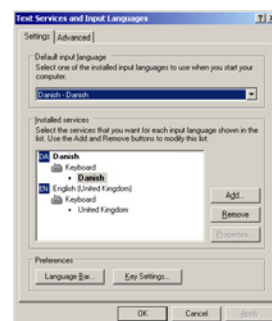 Text Services and Input Languages
Settings
Advanced
Default input language
Select one of the installed input languages to use when you start your
computer.
Danish - Danish
Installed services
Select the services that you want for each input language shown in the
list. Use the Add and Remove buttons to modify this list.
DA Danish
Keyboard
Danish
EN English (United Kingdom)
Keyboard
United Kingdom
Add...
Remove
Properties...
Preferences
Language Bar...
Key Settings...
OK
Cancel
Apply